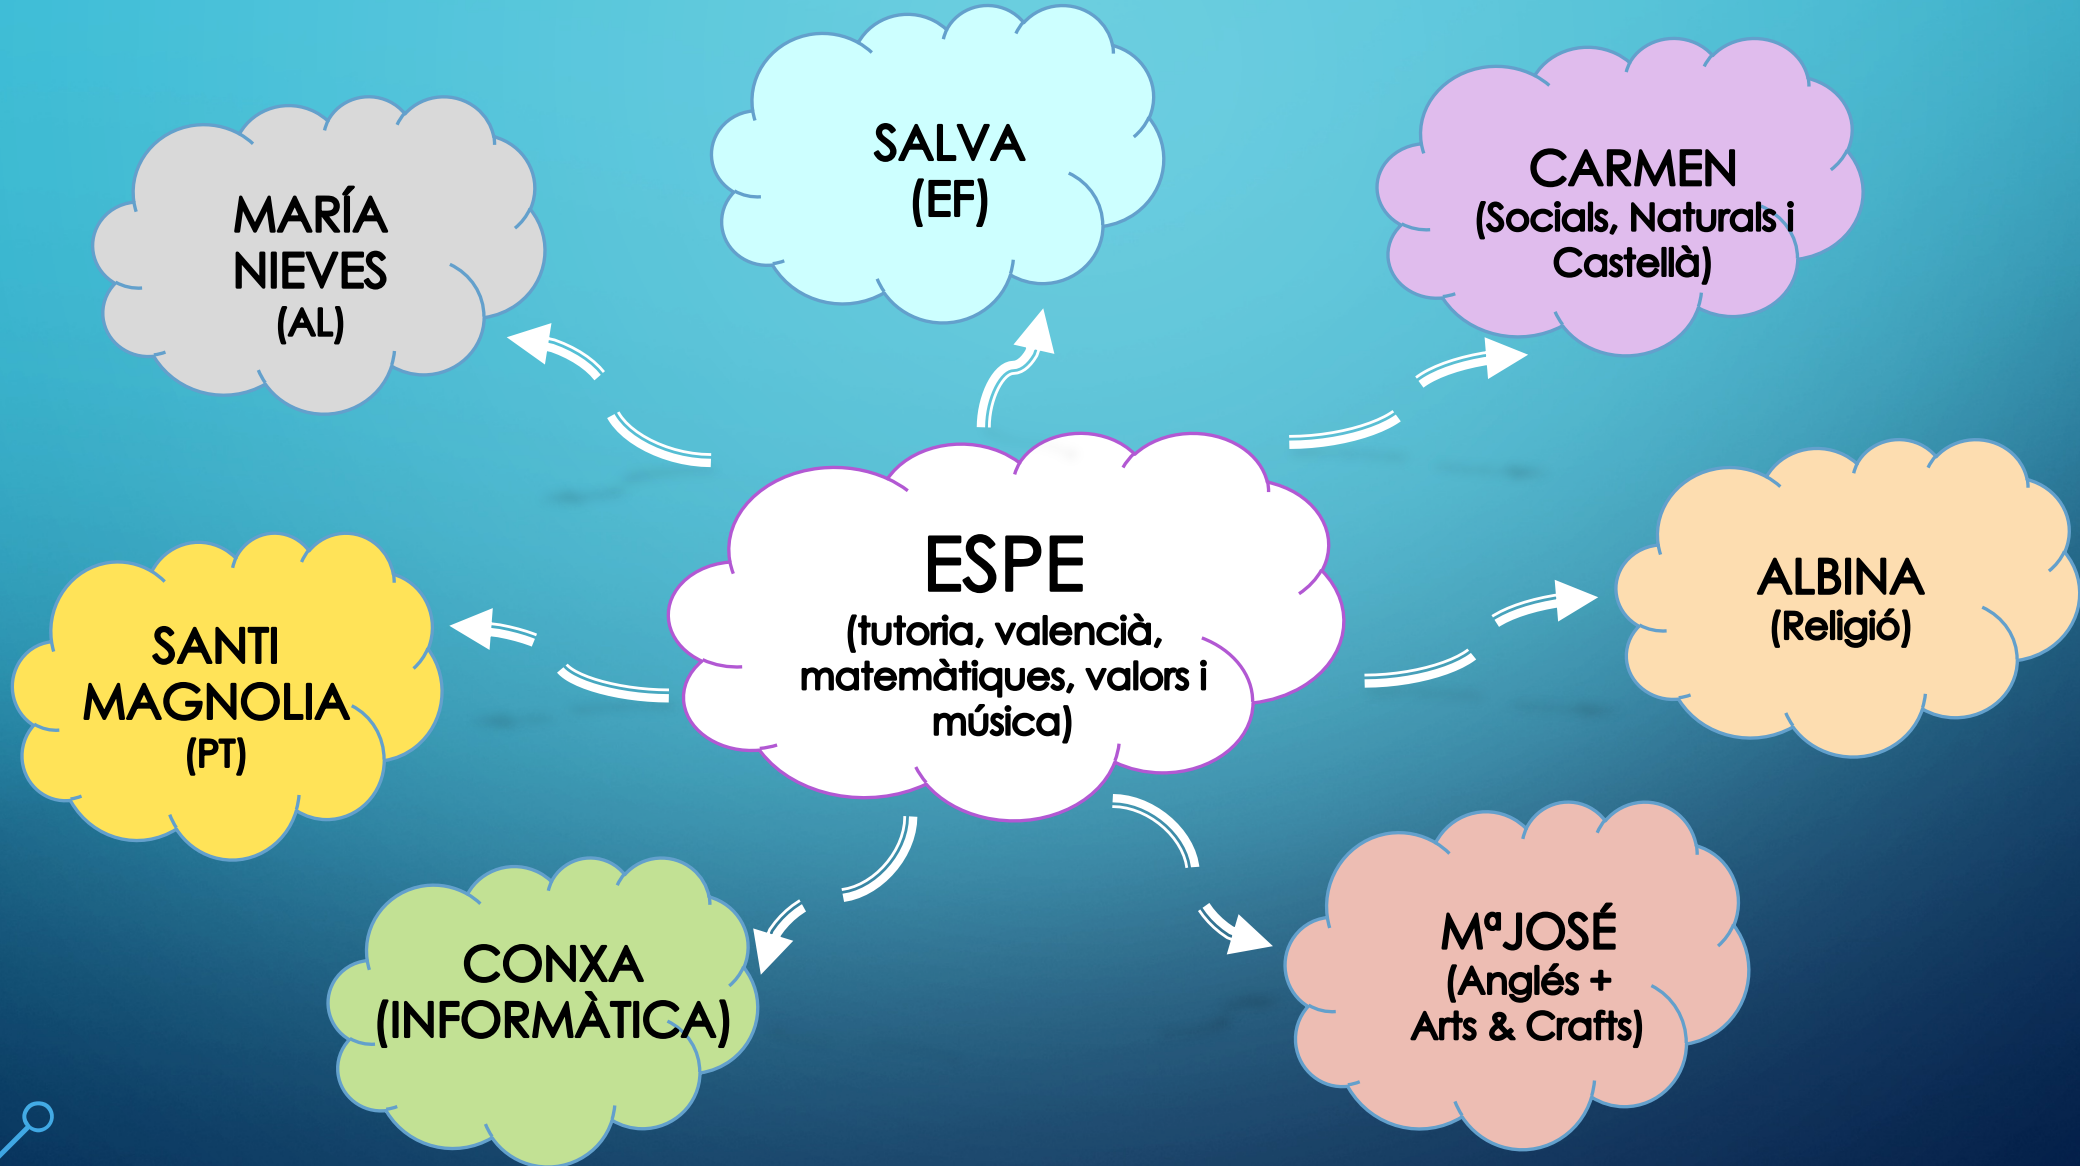 SALVA
(EF)
CARMEN
(Socials, Naturals i
Castellà)
MARÍA
NIEVES
(AL)
ESPE
(tutoria, valencià,
matemàtiques, valors i
música)
ALBINA
(Religió)
SANTI
MAGNOLIA
(PT)
CONXA
(INFORMÀTICA)
MªJOSÉ
(Anglés +
Arts & Crafts)